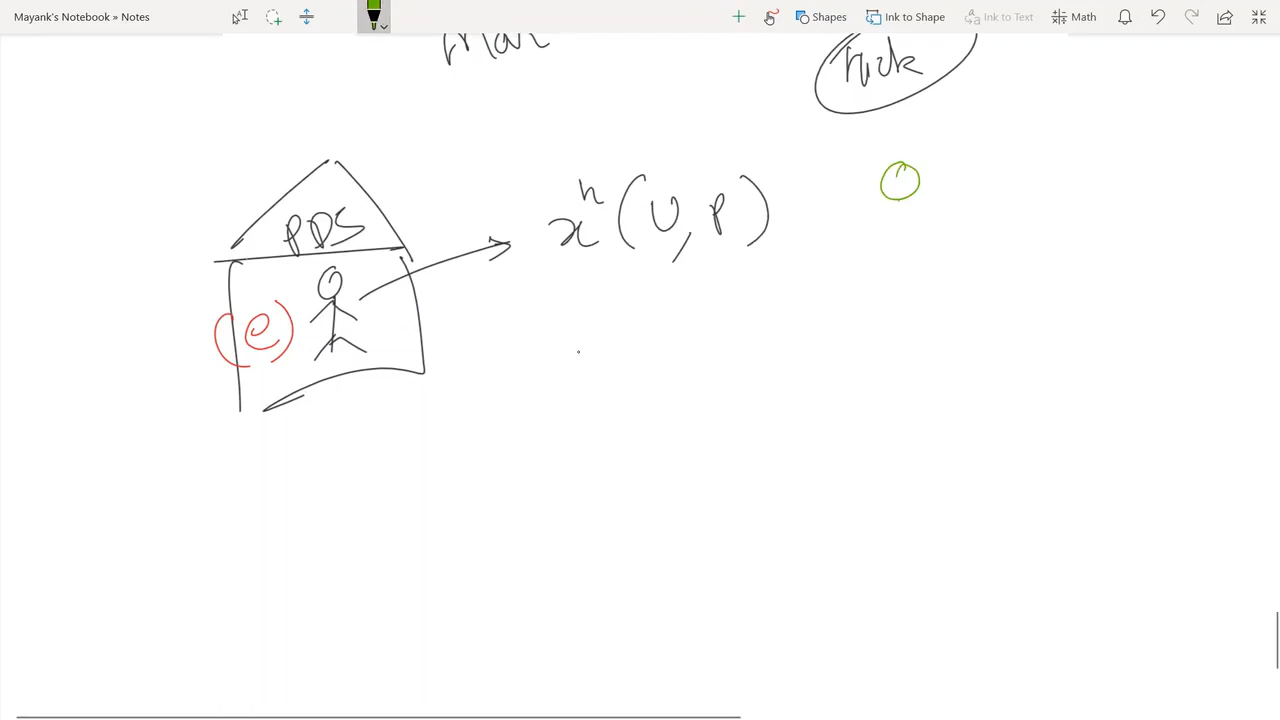 Mayank's Notebook » Notes
Shapes
Ink to Shape
Ink to Text
Math
PDS
x^h (U, P)
(e)